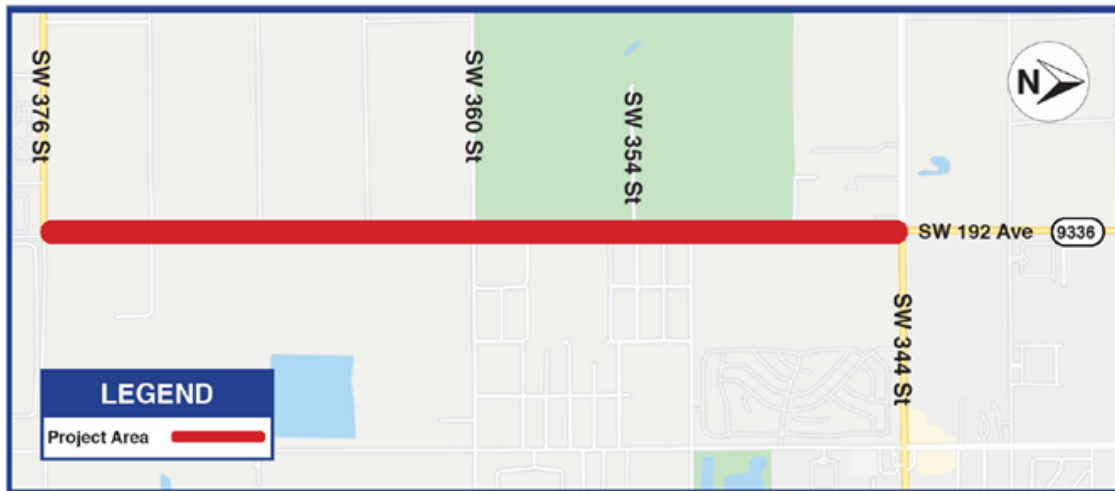 SW 376 St
SW 360 St
SW 354 St
N
SW 192 Ave
9336
SW 344 St
LEGEND
Project Area